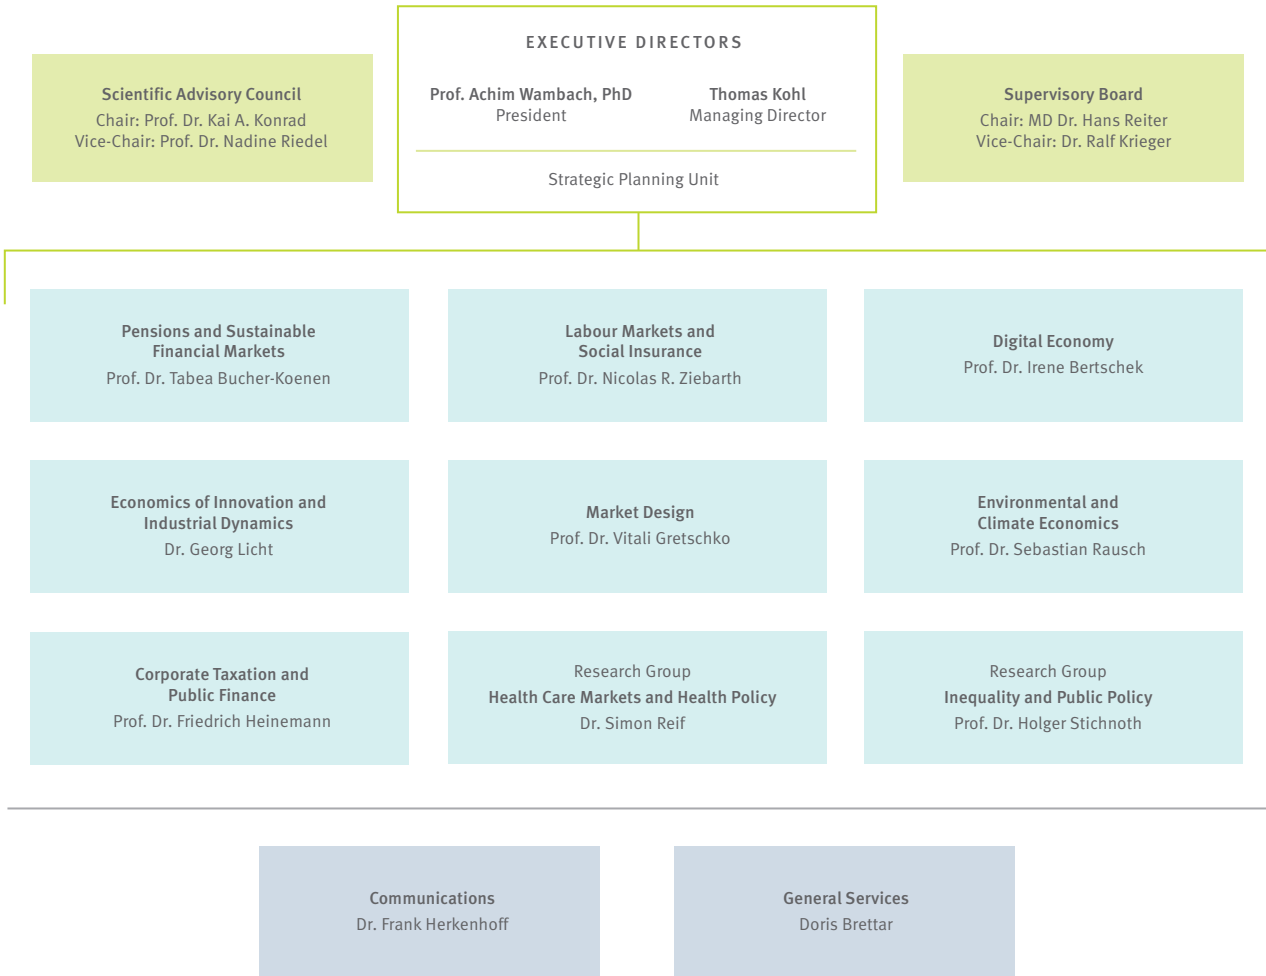 EXECUTIVE DIRECTORS
Prof. Achim Wambach, PhD
President
Thomas Kohl
Managing Director
Strategic Planning Unit
Scientific Advisory Council
Chair: Prof. Dr. Kai A. Konrad
Vice-Chair: Prof. Dr. Nadine Riedel
Supervisory Board
Chair: MD Dr. Hans Reiter
Vice-Chair: Dr. Ralf Krieger
Pensions and Sustainable
Financial Markets
Prof. Dr. Tabea Bucher-Koenen
Labour Markets and
Social Insurance
Prof. Dr. Nicolas R. Ziebarth
Digital Economy
Prof. Dr. Irene Bertschek
Economics of Innovation and
Industrial Dynamics
Dr. Georg Licht
Market Design
Prof. Dr. Vitali Gretschko
Environmental and
Climate Economics
Prof. Dr. Sebastian Rausch
Corporate Taxation and
Public Finance
Prof. Dr. Friedrich Heinemann
Research Group
Health Care Markets and Health Policy
Dr. Simon Reif
Research Group
Inequality and Public Policy
Prof. Dr. Holger Stichnoth
Communications
Dr. Frank Herkenhoff
General Services
Doris Brettar